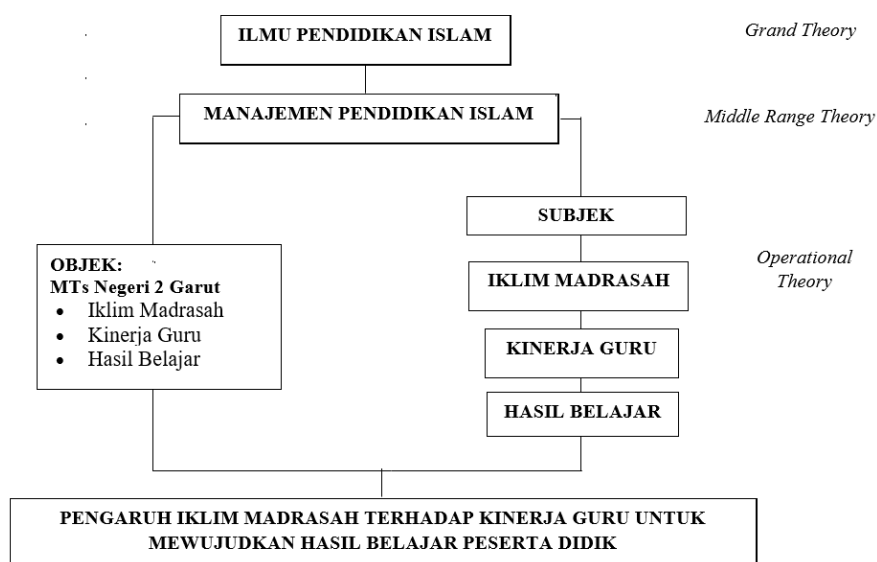 ILMU PENDIDIKAN ISLAM
Grand Theory
MANAJEMEN PENDIDIKAN ISLAM
Middle Range Theory
SUBJEK
OBJEK:
MTs Negeri 2 Garut
• Iklim Madrasah
• Kinerja Guru
• Hasil Belajar
IKLIM MADRASAH
KINERJA GURU
HASIL BELAJAR
Operational
Theory
PENGARUH IKLIM MADRASAH TERHADAP KINERJA GURU UNTUK
MEWUJUDKAN HASIL BELAJAR PESERTA DIDIK